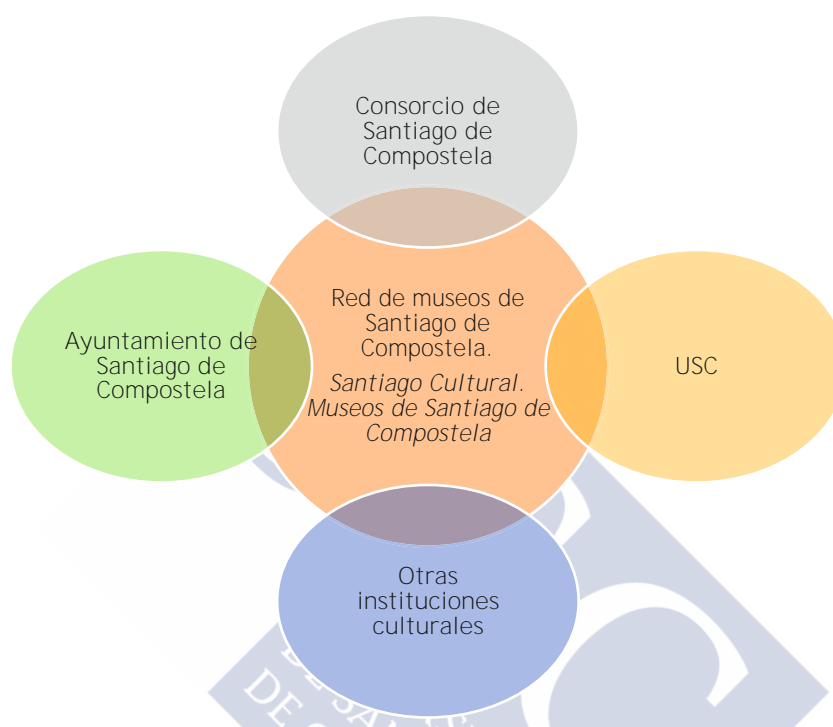 Consorcio de
Santiago de
Compostela
Red de museos de
Santiago de
Compostela.
Santiago Cultural.
Museos de Santiago de
Compostela
Ayuntamiento de
Santiago de
Compostela
USC
Otras
instituciones
culturales